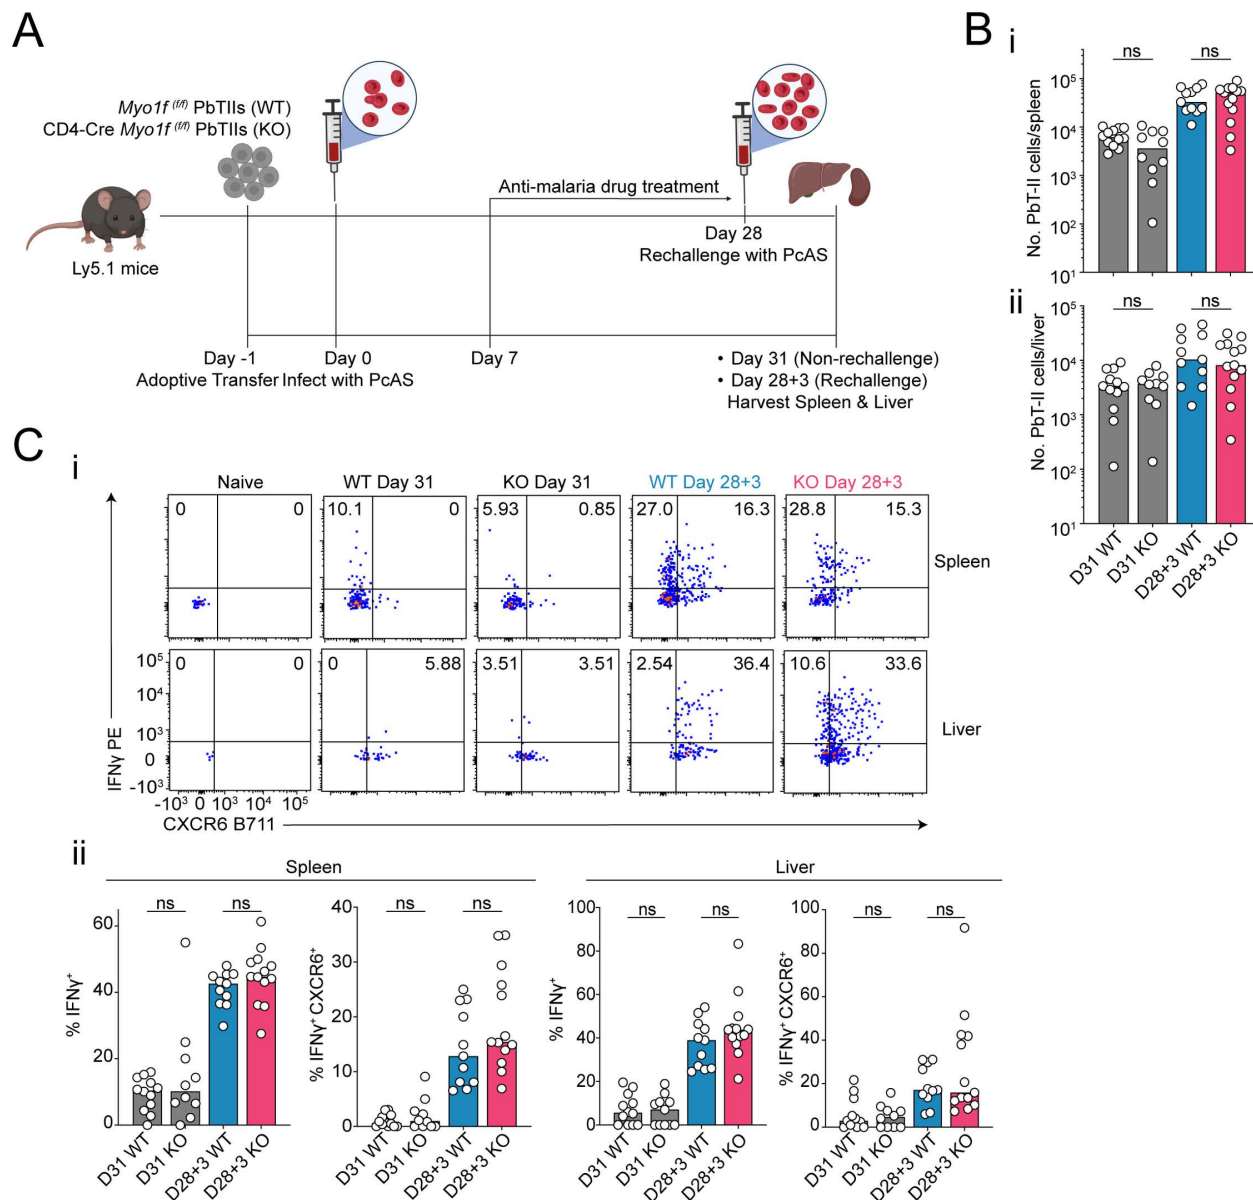 A
Myo1f (f/f) PbTIIs (WT)
CD4-Cre Myo1f (f/f) PbTIIs (KO)
Ly5.1 mice
Anti-malaria drug treatment
Day 28
Rechallenge with PcAS
Day -1
Adoptive Transfer
Day 0
Infect with PcAS
Day 7
• Day 31 (Non-rechallenge)
• Day 28+3 (Rechallenge)
Harvest Spleen & Liver
B
i
No. PbT-II cells/spleen
10⁵
10⁴
10³
10²
10¹
ns
ns
ii
No. PbT-II cells/liver
10⁵
10⁴
10³
10²
10¹
ns
ns
D31 WT
D31 KO
D28+3 WT
D28+3 KO
C
i
Naive
WT Day 31
KO Day 31
WT Day 28+3
KO Day 28+3
0 0
10.1 0
5.93 0.85
27.0 16.3
28.8 15.3
Spleen
0 0
0 5.88
3.51 3.51
2.54 36.4
10.6 33.6
Liver
IFNγ PE
10⁵
10⁴
10³
0
-10³
-10³ 0 10³ 10⁴ 10⁵
CXCR6 B711
ii
Spleen
Liver
% IFNγ⁺
60
40
20
0
ns
ns
D31 WT
D31 KO
D28+3 WT
D28+3 KO
% IFNγ⁺ CXCR6⁺
40
30
20
10
0
ns
ns
D31 WT
D31 KO
D28+3 WT
D28+3 KO
% IFNγ⁺
100
80
60
40
20
0
ns
ns
D31 WT
D31 KO
D28+3 WT
D28+3 KO
% IFNγ⁺ CXCR6⁺
100
80
60
40
20
0
ns
ns
D31 WT
D31 KO
D28+3 WT
D28+3 KO